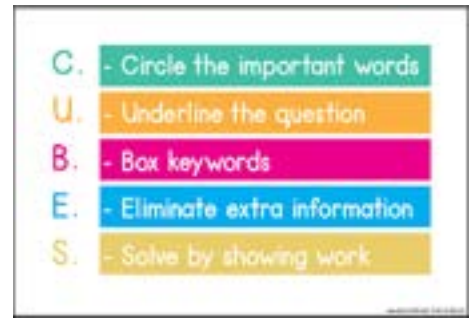 C. - Circle the important words
U. - Underline the question
B. - Box keywords
E. - Eliminate extra information
S. - Solve by showing work